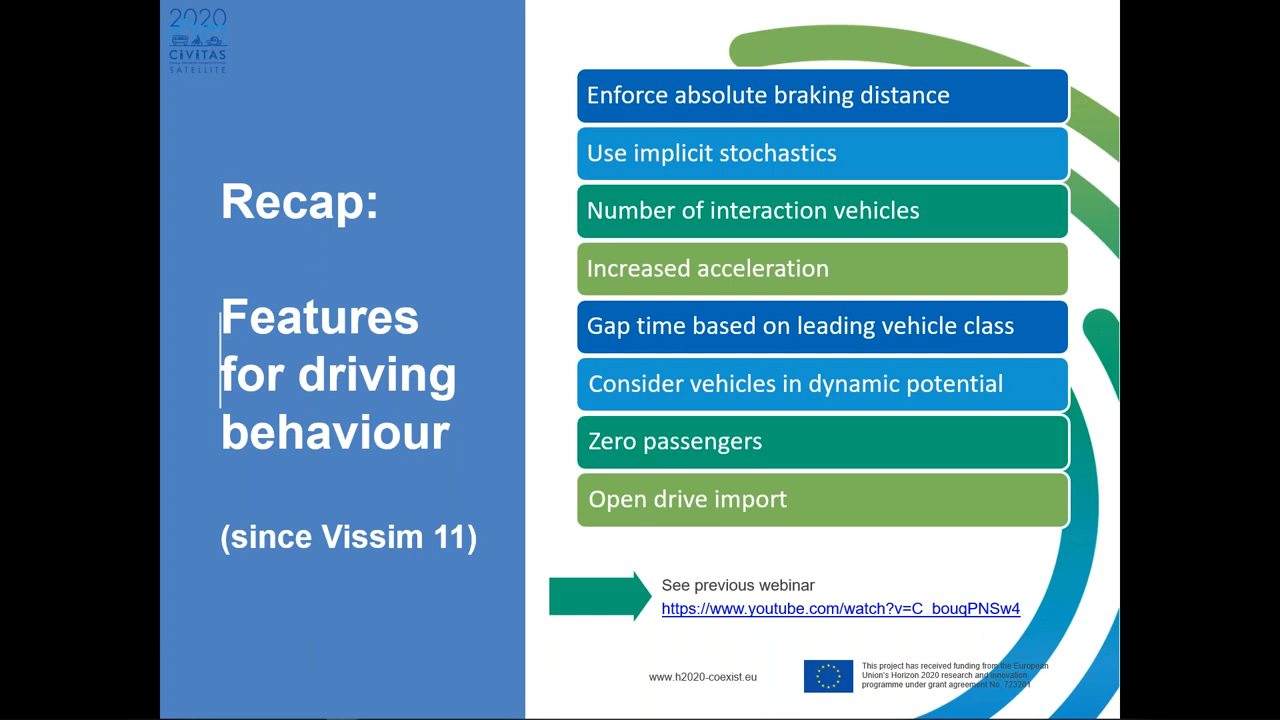 2020
CiViTAS
SATELLITE
Recap:
Features
for driving
behaviour
(since Vissim 11)
Enforce absolute braking distance
Use implicit stochastics
Number of interaction vehicles
Increased acceleration
Gap time based on leading vehicle class
Consider vehicles in dynamic potential
Zero passengers
Open drive import
See previous webinar
https://www.youtube.com/watch?v=C_bouqPNSw4
www.h2020-coexist.eu
This project has received funding from the European
Union's Horizon 2020 research and innovation
programme under grant agreement No. 723201